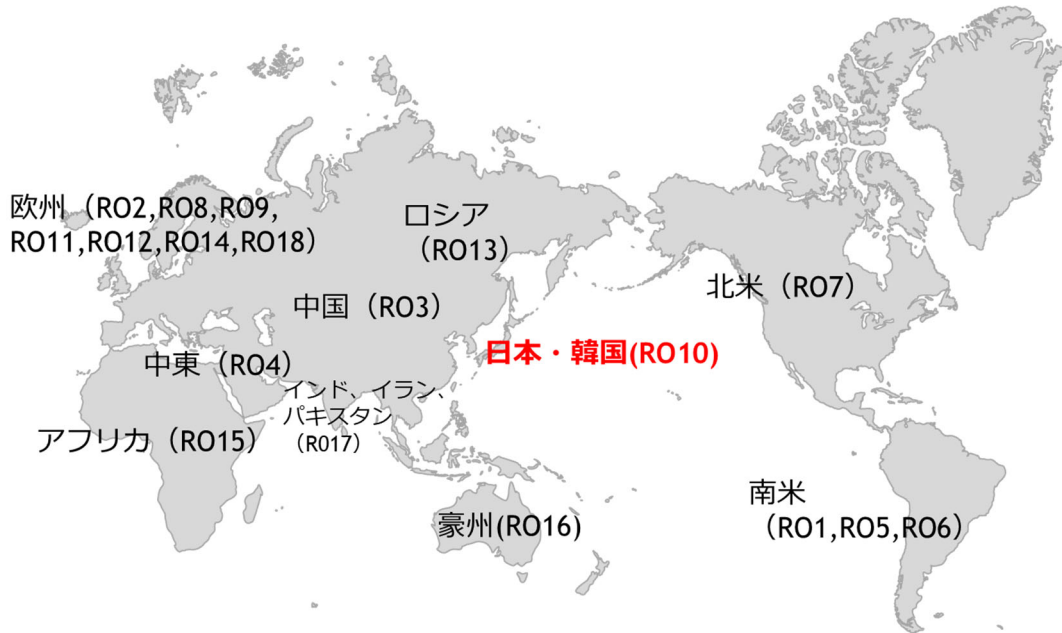 欧州（RO2,RO8,RO9,
RO11,RO12,RO14,RO18）
ロシア
（RO13）
中国（RO3）
北米（RO7）
日本・韓国(RO10)
中東（RO4）
インド、イラン、
パキスタン
（RO17）
アフリカ（RO15）
豪州(RO16)
南米
（RO1,RO5,RO6）